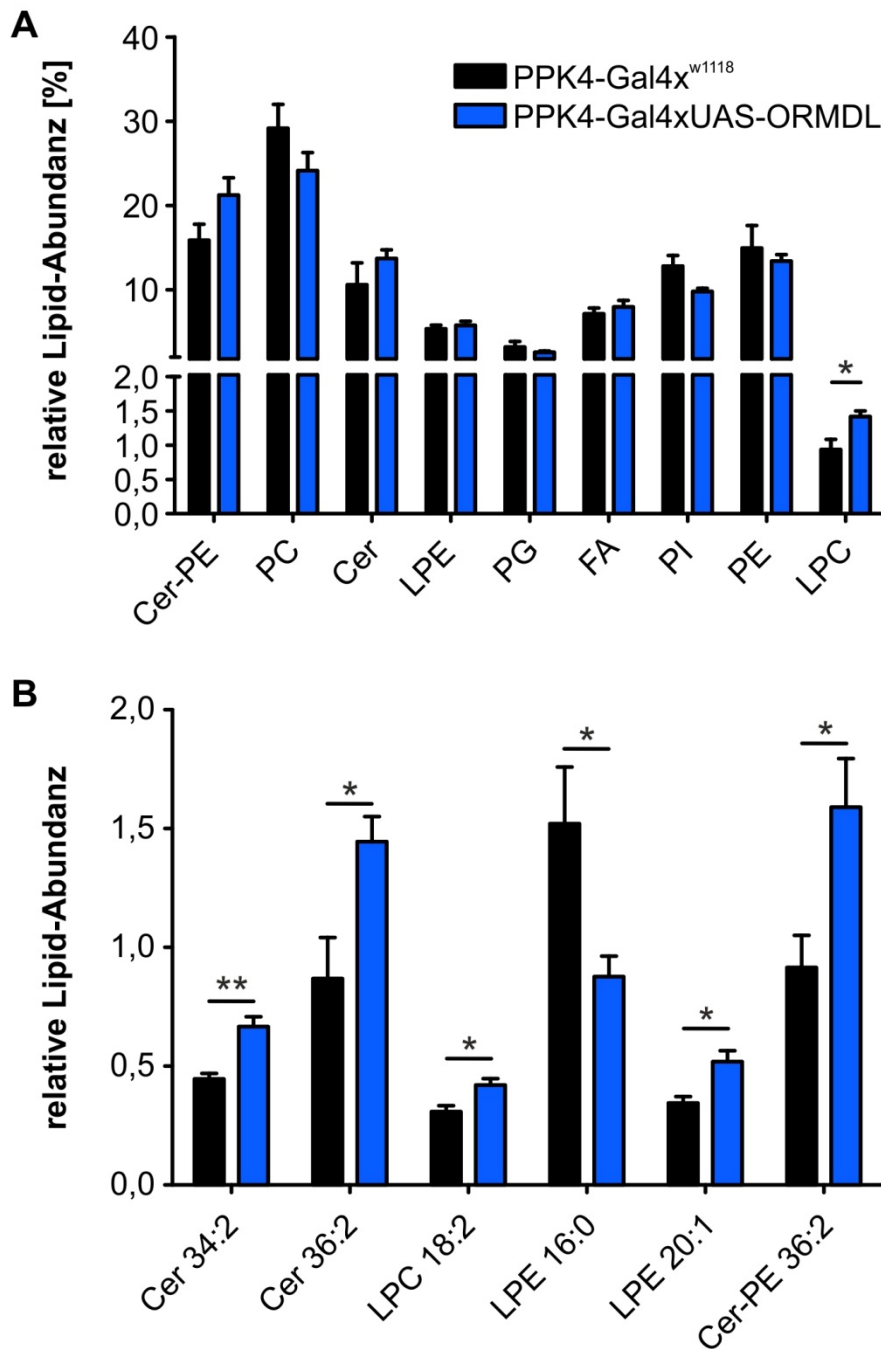 A
relative Lipid-Abundanz [%]
40
30
20
10
2,0
1,5
1,0
0,5
0,0
PPK4-Gal4x^w1118
PPK4-Gal4xUAS-ORMDL
*
Cer-PE
PC
Cer
LPE
PG
FA
PI
PE
LPC
B
relative Lipid-Abundanz
2,0
1,5
1,0
0,5
0,0
**
*
*
*
*
*
Cer 34:2
Cer 36:2
LPC 18:2
LPE 16:0
LPE 20:1
Cer-PE 36:2